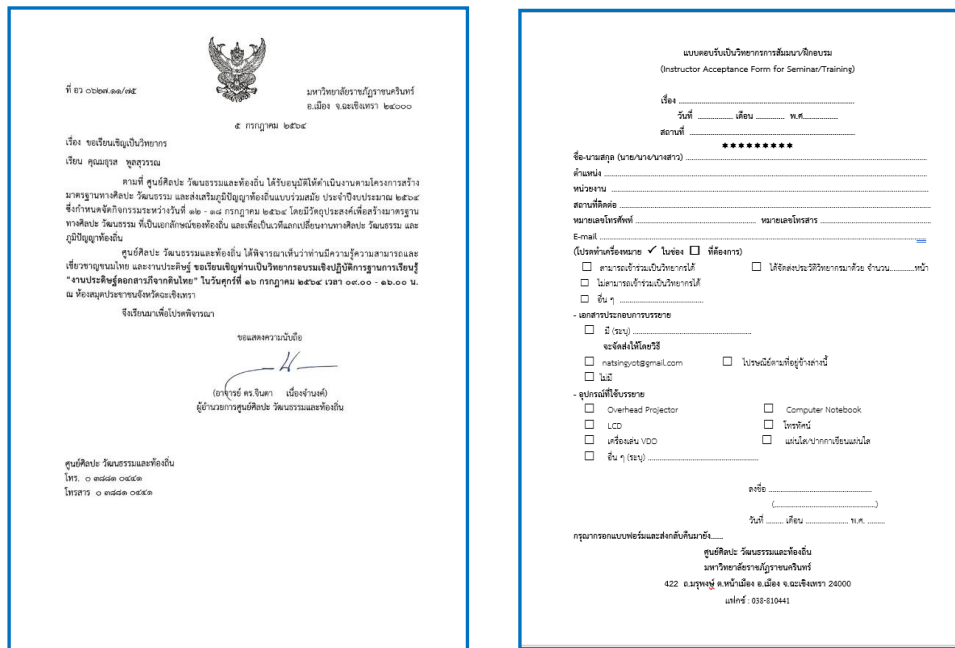 ที่ อว ๐๖๒๗.๑๑/๗๕
มหาวิทยาลัยราชภัฏราชนครินทร์
อ.เมือง จ.ฉะเชิงเทรา ๒๔๐๐๐
๕ กรกฎาคม ๒๕๖๔
เรื่อง ขอเรียนเชิญเป็นวิทยากร
เรียน คุณมธุรส พูลสุวรรณ
ตามที่ ศูนย์ศิลปะ วัฒนธรรมและท้องถิ่น ได้รับอนุมัติให้ดำเนินงานตามโครงการสร้าง
มาตรฐานทางศิลปะ วัฒนธรรม และส่งเสริมภูมิปัญญาท้องถิ่นแบบร่วมสมัย ประจำปีงบประมาณ ๒๕๖๔
ซึ่งกำหนดจัดกิจกรรมระหว่างวันที่ ๑๒ - ๑๘ กรกฎาคม ๒๕๖๔ โดยมีวัตถุประสงค์เพื่อสร้างมาตรฐาน
ทางศิลปะ วัฒนธรรม ที่เป็นเอกลักษณ์ของท้องถิ่น และเพื่อเป็นเวทีแลกเปลี่ยนงานทางศิลปะ วัฒนธรรม และ
ภูมิปัญญาท้องถิ่น
ศูนย์ศิลปะ วัฒนธรรมและท้องถิ่น ได้พิจารณาเห็นว่าท่านมีความรู้ความสามารถและ
เชี่ยวชาญขนมไทย และงานประดิษฐ์ ขอเรียนเชิญท่านเป็นวิทยากรอบรมเชิงปฏิบัติการฐานการเรียนรู้
"งานประดิษฐ์ดอกสารภีจากดินไทย" ในวันศุกร์ที่ ๑๖ กรกฎาคม ๒๕๖๔ เวลา ๐๙.๐๐ - ๑๖.๐๐ น.
ณ ห้องสมุดประชาชนจังหวัดฉะเชิงเทรา
จึงเรียนมาเพื่อโปรดพิจารณา
ขอแสดงความนับถือ
(อาจารย์ ดร.จินดา เนื่องจำนงค์)
ผู้อำนวยการศูนย์ศิลปะ วัฒนธรรมและท้องถิ่น
ศูนย์ศิลปะ วัฒนธรรมและท้องถิ่น
โทร. ๐ ๓๘๘๑ ๐๔๔๑
โทรสาร ๐ ๓๘๘๑ ๐๔๔๑
แบบตอบรับเป็นวิทยากรการสัมมนา/ฝึกอบรม
(Instructor Acceptance Form for Seminar/Training)
เรื่อง ..............................
วันที่ ............ เดือน ............ พ.ศ.............
สถานที่ ..............................
*********
ชื่อ-นามสกุล (นาย/นาง/นางสาว) ..............................
ตำแหน่ง ..............................
หน่วยงาน ..............................
สถานที่ติดต่อ ..............................
หมายเลขโทรศัพท์ .............................. หมายเลขโทรสาร ..............................
E-mail ..............................
(โปรดทำเครื่องหมาย ✓ ในช่อง ☐ ที่ต้องการ)
☐ สามารถเข้าร่วมเป็นวิทยากรได้ ☐ ได้จัดส่งประวัติวิทยากรมาด้วย จำนวน............หน้า
☐ ไม่สามารถเข้าร่วมเป็นวิทยากรได้
☐ อื่น ๆ ..............................
- เอกสารประกอบการบรรยาย
☐ มี (ระบุ) ..............................
จะจัดส่งให้โดยวิธี
☐ natsingyot@gmail.com ☐ ไปรษณีย์ตามที่อยู่ข้างล่างนี้
☐ ไม่มี
- อุปกรณ์ที่ใช้บรรยาย
☐ Overhead Projector ☐ Computer Notebook
☐ LCD ☐ โทรทัศน์
☐ เครื่องเล่น VDO ☐ แผ่นใส/ปากกาเขียนแผ่นใส
☐ อื่น ๆ (ระบุ) ..............................
ลงชื่อ ..............................
(..............................)
วันที่ ........ เดือน .................... พ.ศ. ........
กรุณากรอกแบบฟอร์มและส่งกลับคืนมายัง......
ศูนย์ศิลปะ วัฒนธรรมและท้องถิ่น
มหาวิทยาลัยราชภัฏราชนครินทร์
422 ถ.มรุพงษ์ ต.หน้าเมือง อ.เมือง จ.ฉะเชิงเทรา 24000
แฟกซ์ : 038-810441